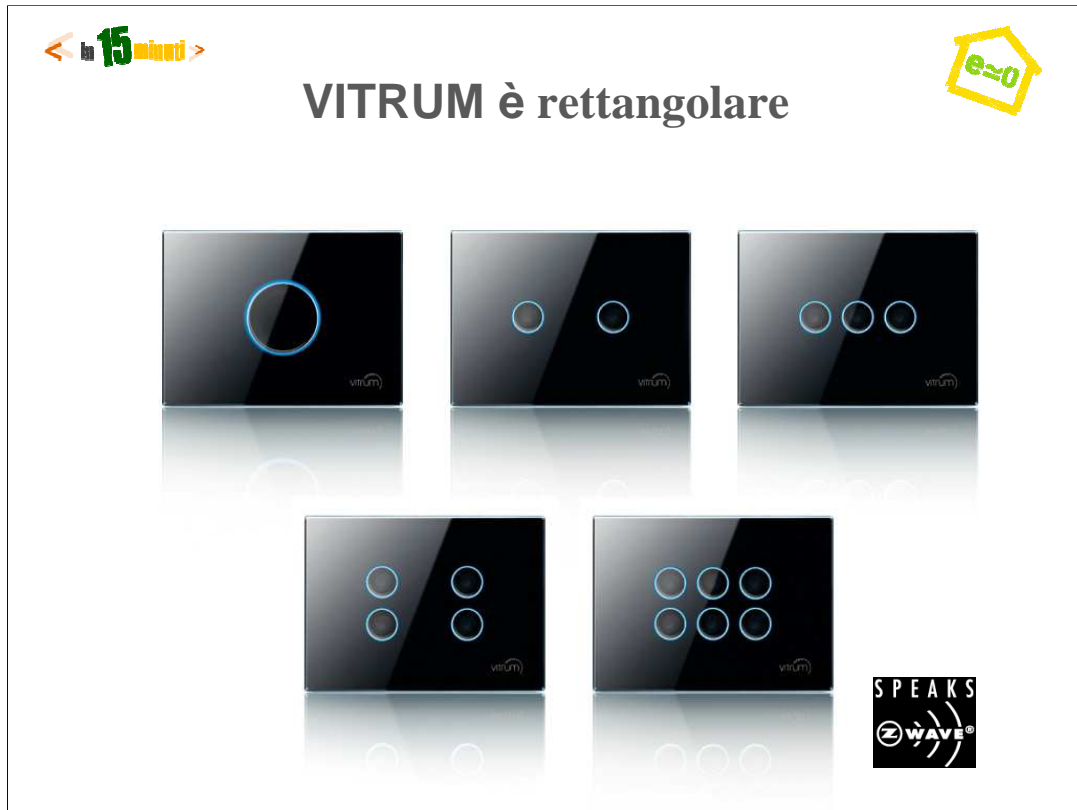 < in 15 minuti >
e≃0
VITRUM è rettangolare
vitrum
vitrum
vitrum
vitrum
vitrum
SPEAKS
Z WAVE®